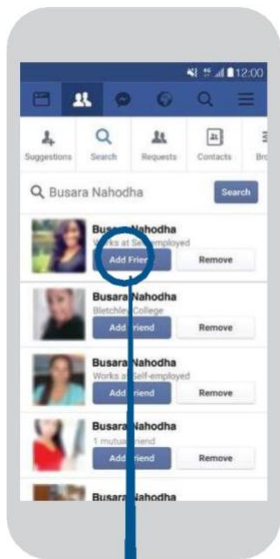 12:00
Suggestions Search Requests Contacts Bro
Busara Nahodha Search
Busara Nahodha
Works at Self-employed
Add Friend Remove
Busara Nahodha
Bletchley College
Add Friend Remove
Busara Nahodha
Works at Self-employed
Add Friend Remove
Busara Nahodha
1 mutual friend
Add Friend Remove
Busara Nahodha